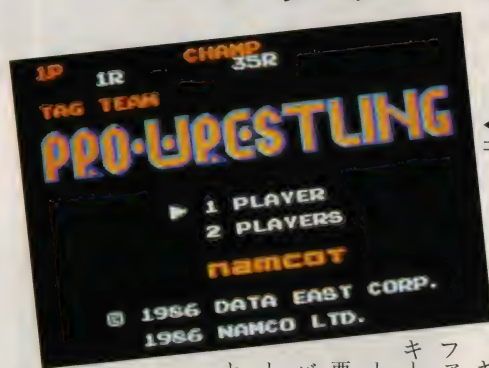 1P CHAMP
1R 35R
TAG TEAM
PRO·WRESTLING
▶ 1 PLAYER
2 PLAYERS
namcot
© 1986 DATA EAST CORP.
1986 NAMCO LTD.